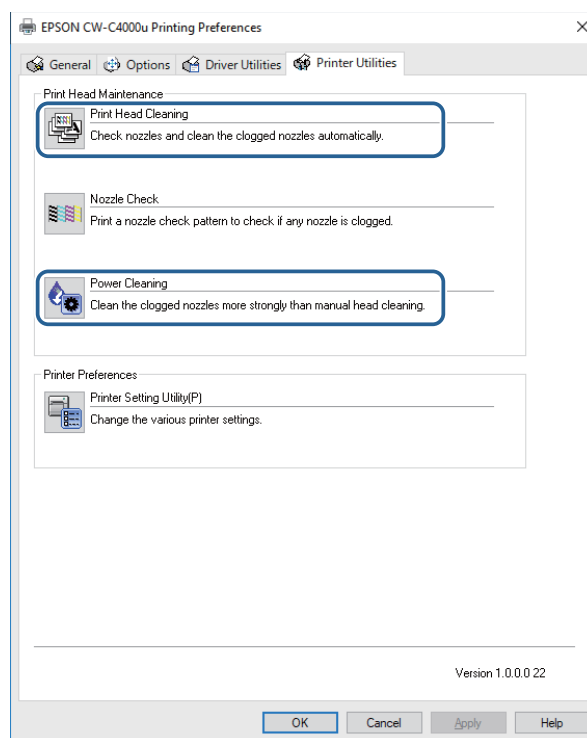 EPSON CW-C4000u Printing Preferences
General Options Driver Utilities Printer Utilities
Print Head Maintenance
Print Head Cleaning
Check nozzles and clean the clogged nozzles automatically.
Nozzle Check
Print a nozzle check pattern to check if any nozzle is clogged.
Power Cleaning
Clean the clogged nozzles more strongly than manual head cleaning.
Printer Preferences
Printer Setting Utility(P)
Change the various printer settings.
Version 1.0.0.0 22
OK Cancel Apply Help